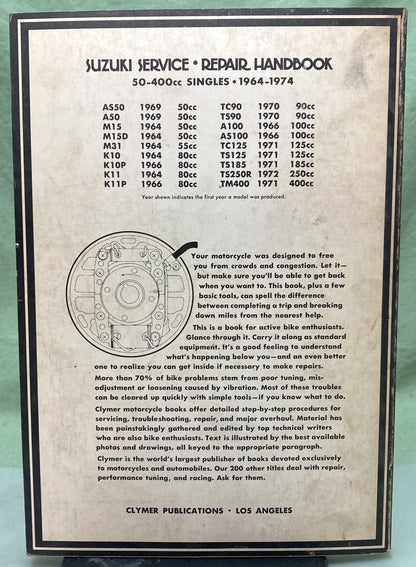 SUZUKI SERVICE • REPAIR HANDBOOK
50-400cc SINGLES • 1964-1974
AS50 1969 50cc TC90 1970 90cc
A50 1969 50cc TS90 1970 90cc
M15 1964 50cc A100 1966 100cc
M15D 1964 50cc AS100 1966 100cc
M31 1964 55cc TC125 1971 125cc
K10 1964 80cc TS125 1971 125cc
K10P 1966 80cc TS185 1971 185cc
K11 1964 80cc TS250R 1972 250cc
K11P 1966 80cc TM400 1971 400cc
Year shown indicates the first year a model was produced.
Your motorcycle was designed to free
you from crowds and congestion. Let it—
but make sure you'll be able to get back
when you want to. This book, plus a few
basic tools, can spell the difference
between completing a trip and breaking
down miles from the nearest help.
This is a book for active bike enthusiasts.
Glance through it. Carry it along as standard
equipment. It's a good feeling to understand
what's happening below you—and an even better
one to realize you can get inside if necessary to make repairs.
More than 70% of bike problems stem from poor tuning, mis-
adjustment or loosening caused by vibration. Most of these troubles
can be cleared up quickly with simple tools—if you know what to do.
Clymer motorcycle books offer detailed step-by-step procedures for
servicing, troubleshooting, repair, and major overhaul. Material has
been painstakingly gathered and edited by top technical writers
who are also bike enthusiasts. Text is illustrated by the best available
photos and drawings, all keyed to the appropriate paragraph.
Clymer is the world's largest publisher of books devoted exclusively
to motorcycles and automobiles. Our 200 other titles deal with repair,
performance tuning, and racing. Ask for them.
CLYMER PUBLICATIONS • LOS ANGELES